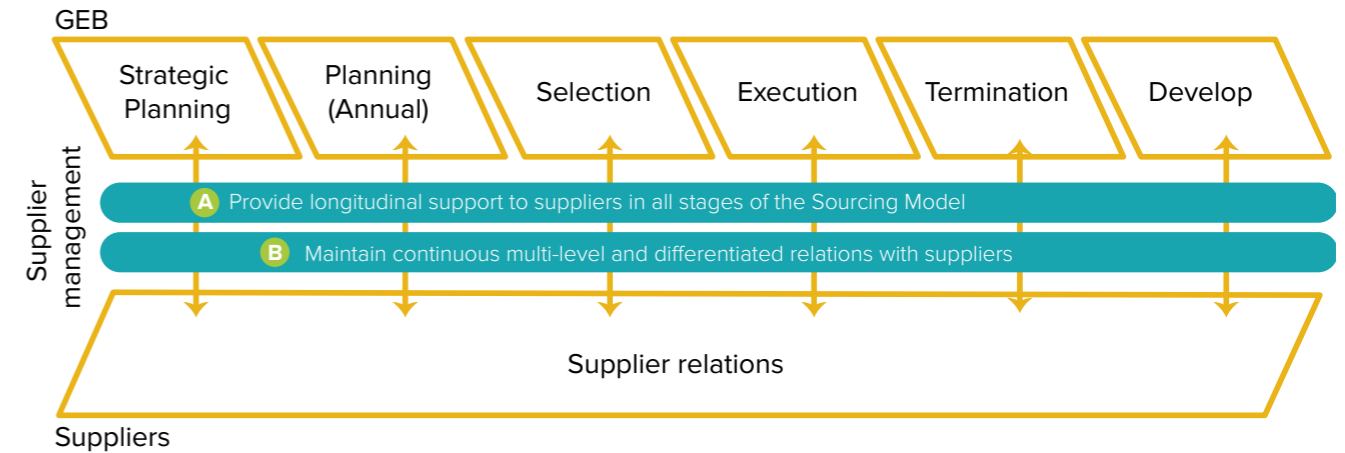 GEB
Strategic
Planning
Planning
(Annual)
Selection
Execution
Termination
Develop
Supplier
management
A Provide longitudinal support to suppliers in all stages of the Sourcing Model
B Maintain continuous multi-level and differentiated relations with suppliers
Supplier relations
Suppliers